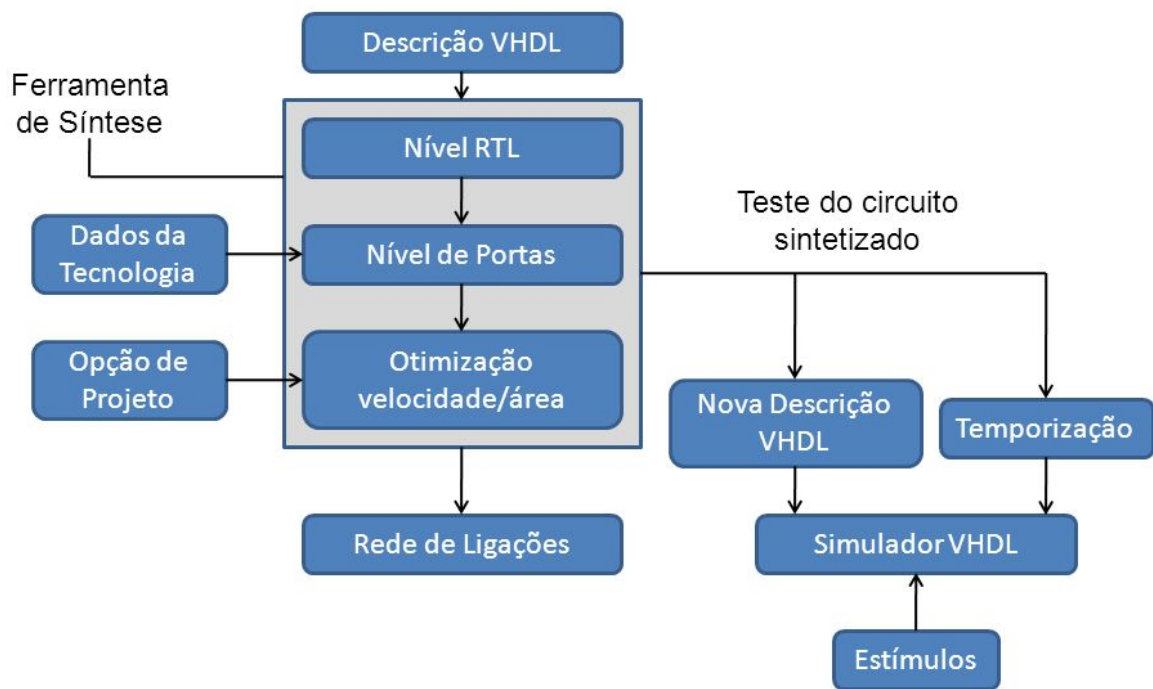 Descrição VHDL
Ferramenta
de Síntese
Nível RTL
Dados da
Tecnologia
Nível de Portas
Teste do circuito
sintetizado
Opção de
Projeto
Otimização
velocidade/área
Nova Descrição
VHDL
Temporização
Rede de Ligações
Simulador VHDL
Estímulos